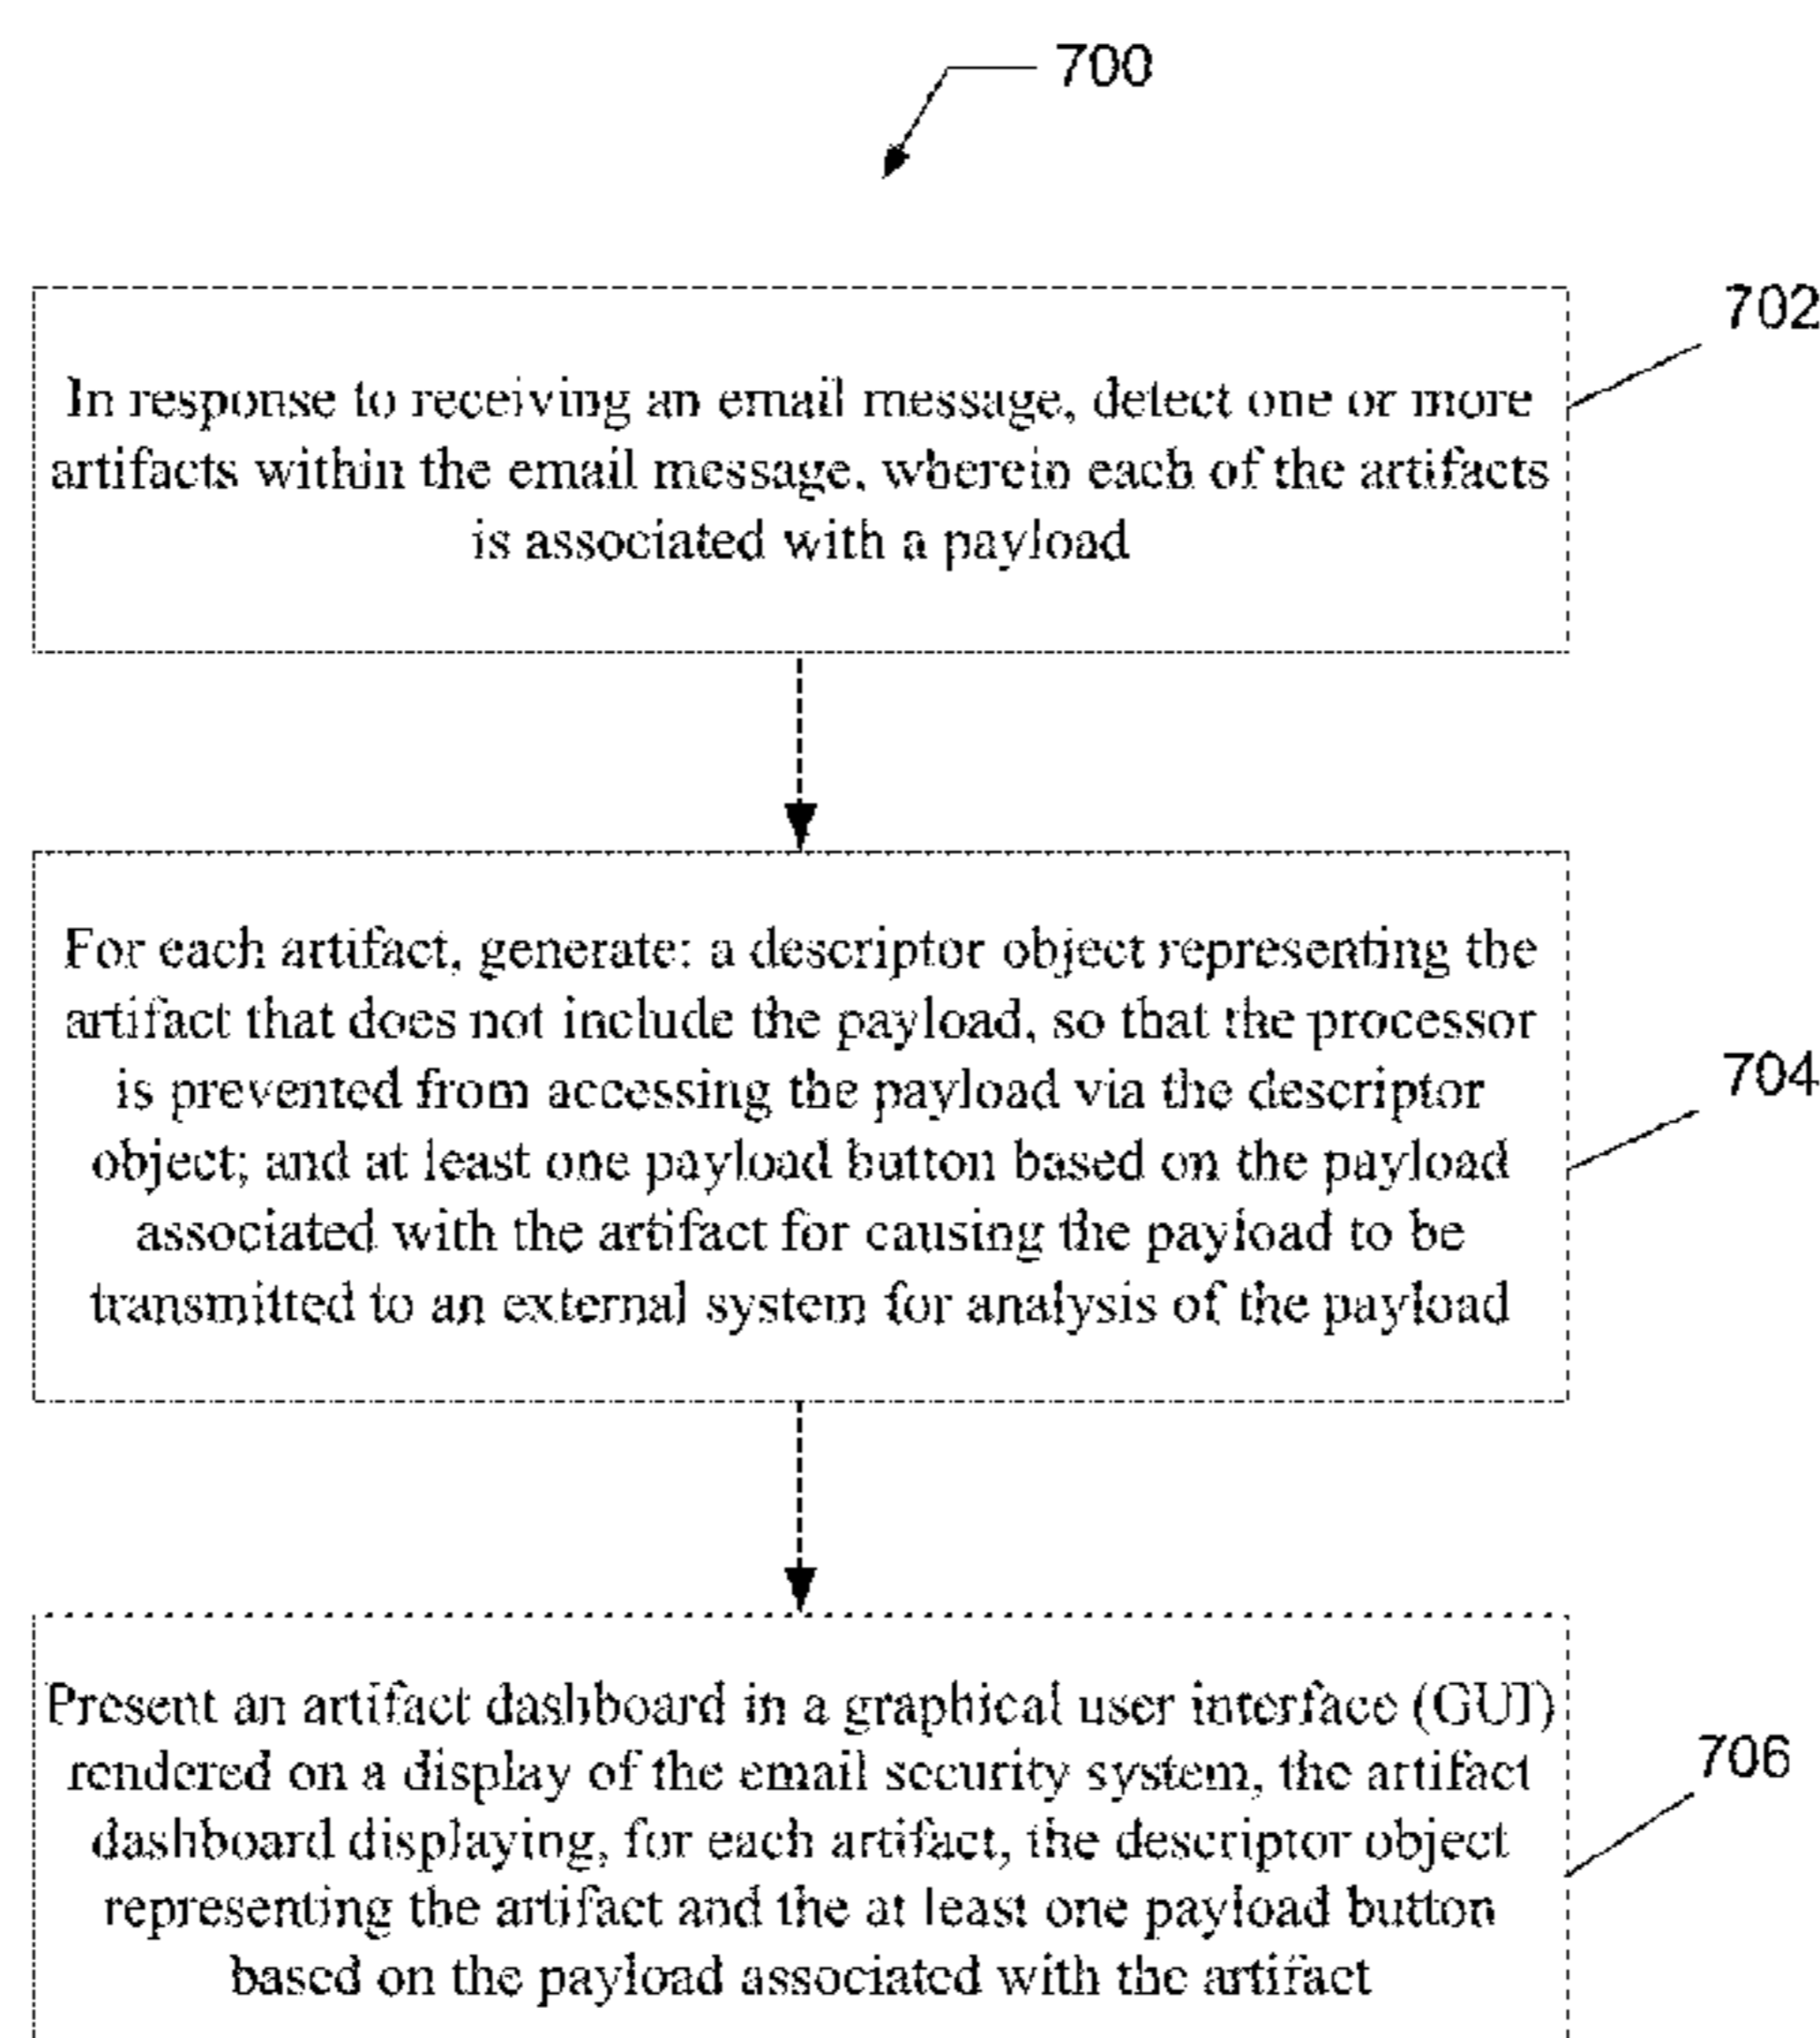 700
702
In response to receiving an email message, detect one or more
artifacts within the email message, wherein each of the artifacts
is associated with a payload
For each artifact, generate: a descriptor object representing the
artifact that does not include the payload, so that the processor
is prevented from accessing the payload via the descriptor
object; and at least one payload button based on the payload
associated with the artifact for causing the payload to be
transmitted to an external system for analysis of the payload
704
Present an artifact dashboard in a graphical user interface (GUI)
rendered on a display of the email security system, the artifact
dashboard displaying, for each artifact, the descriptor object
representing the artifact and the at least one payload button
based on the payload associated with the artifact
706